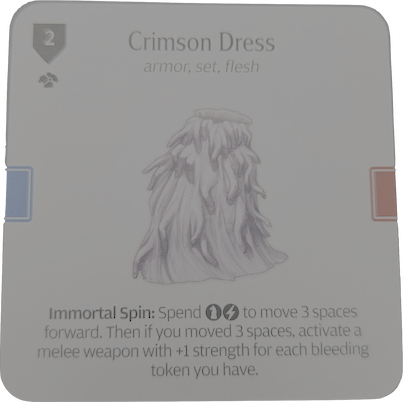 2
Crimson Dress
armor, set, flesh
Immortal Spin: Spend to move 3 spaces
forward. Then if you moved 3 spaces, activate a
melee weapon with +1 strength for each bleeding
token you have.